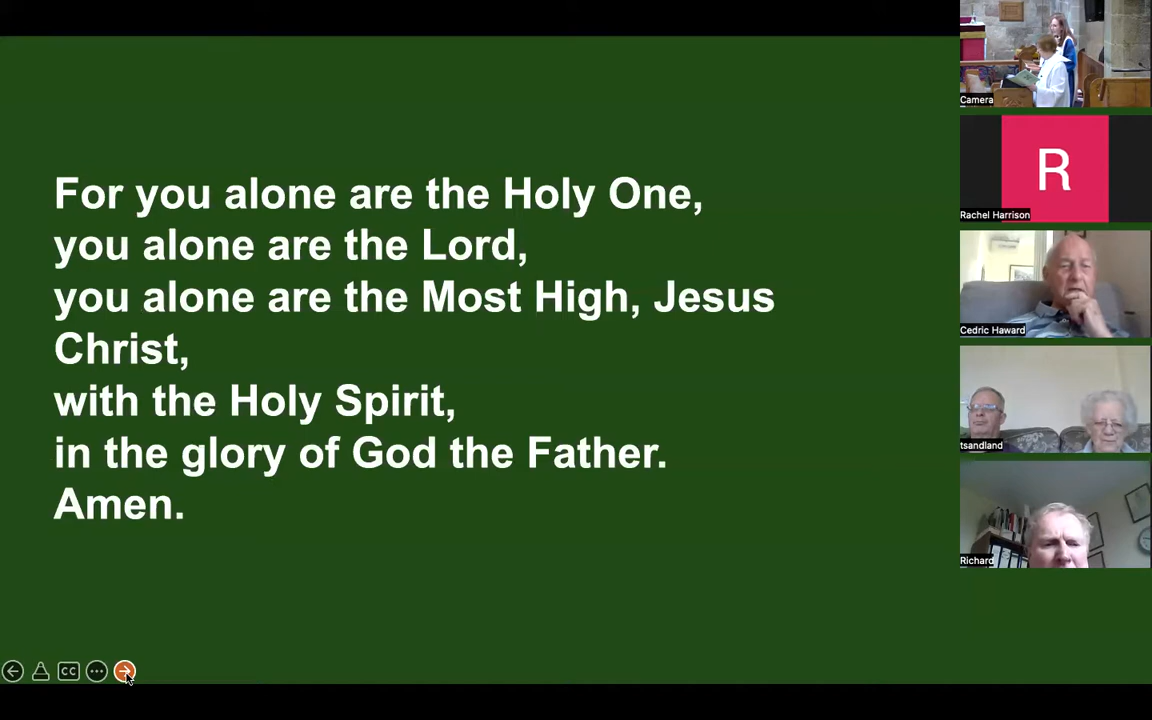 For you alone are the Holy One,
you alone are the Lord,
you alone are the Most High, Jesus
Christ,
with the Holy Spirit,
in the glory of God the Father.
Amen.
CC
Camera
R
Rachel Harrison
Cedric Haward
tsandland
Richard